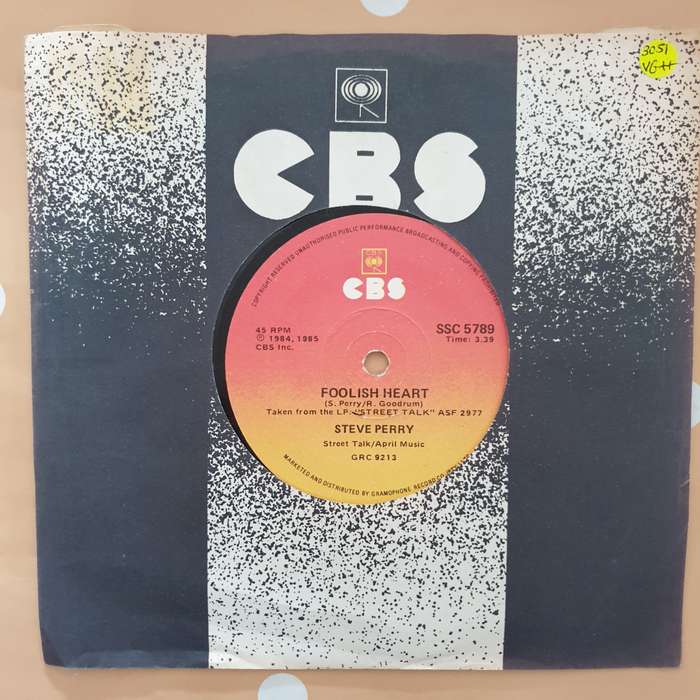 3051
VG++
CBS
COPYRIGHT RESERVED UNAUTHORISED PUBLIC PERFORMANCE BROADCASTING AND COPYING PROHIBITED
CBS
CBS
45 RPM
SSC 5789
℗ 1984, 1985
Time: 3.39
CBS Inc.
FOOLISH HEART
(S. Perry/R. Goodrum)
Taken from the LP: "STREET TALK" ASF 2977
STEVE PERRY
Street Talk/April Music
GRC 9213
MARKETED AND DISTRIBUTED BY GRAMOPHONE RECORD CO